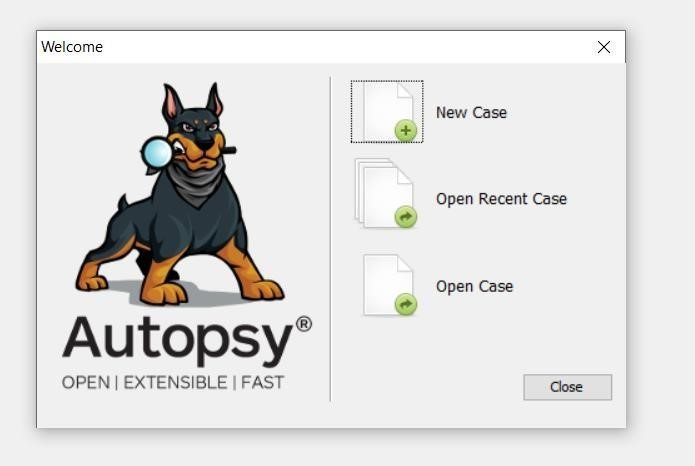 Welcome
New Case
Open Recent Case
Open Case
Autopsy®
OPEN | EXTENSIBLE | FAST
Close